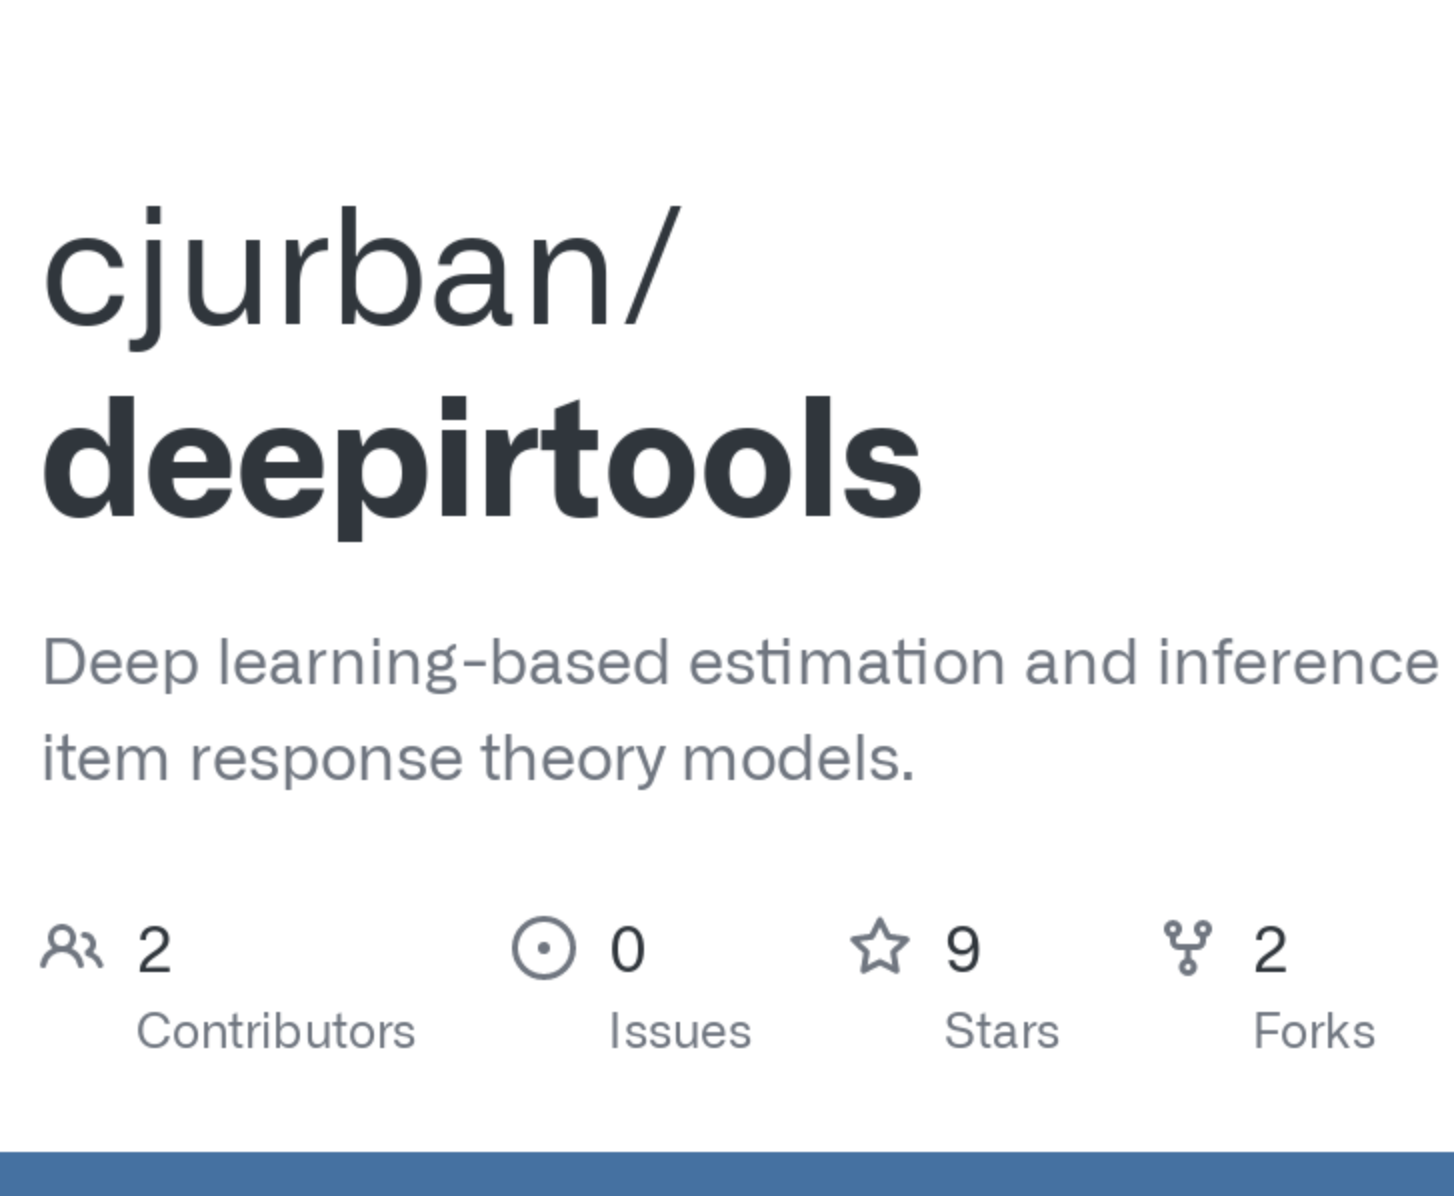 cjurban/
deepirtools
Deep learning-based estimation and inference
item response theory models.
2 0 9 2
Contributors Issues Stars Forks